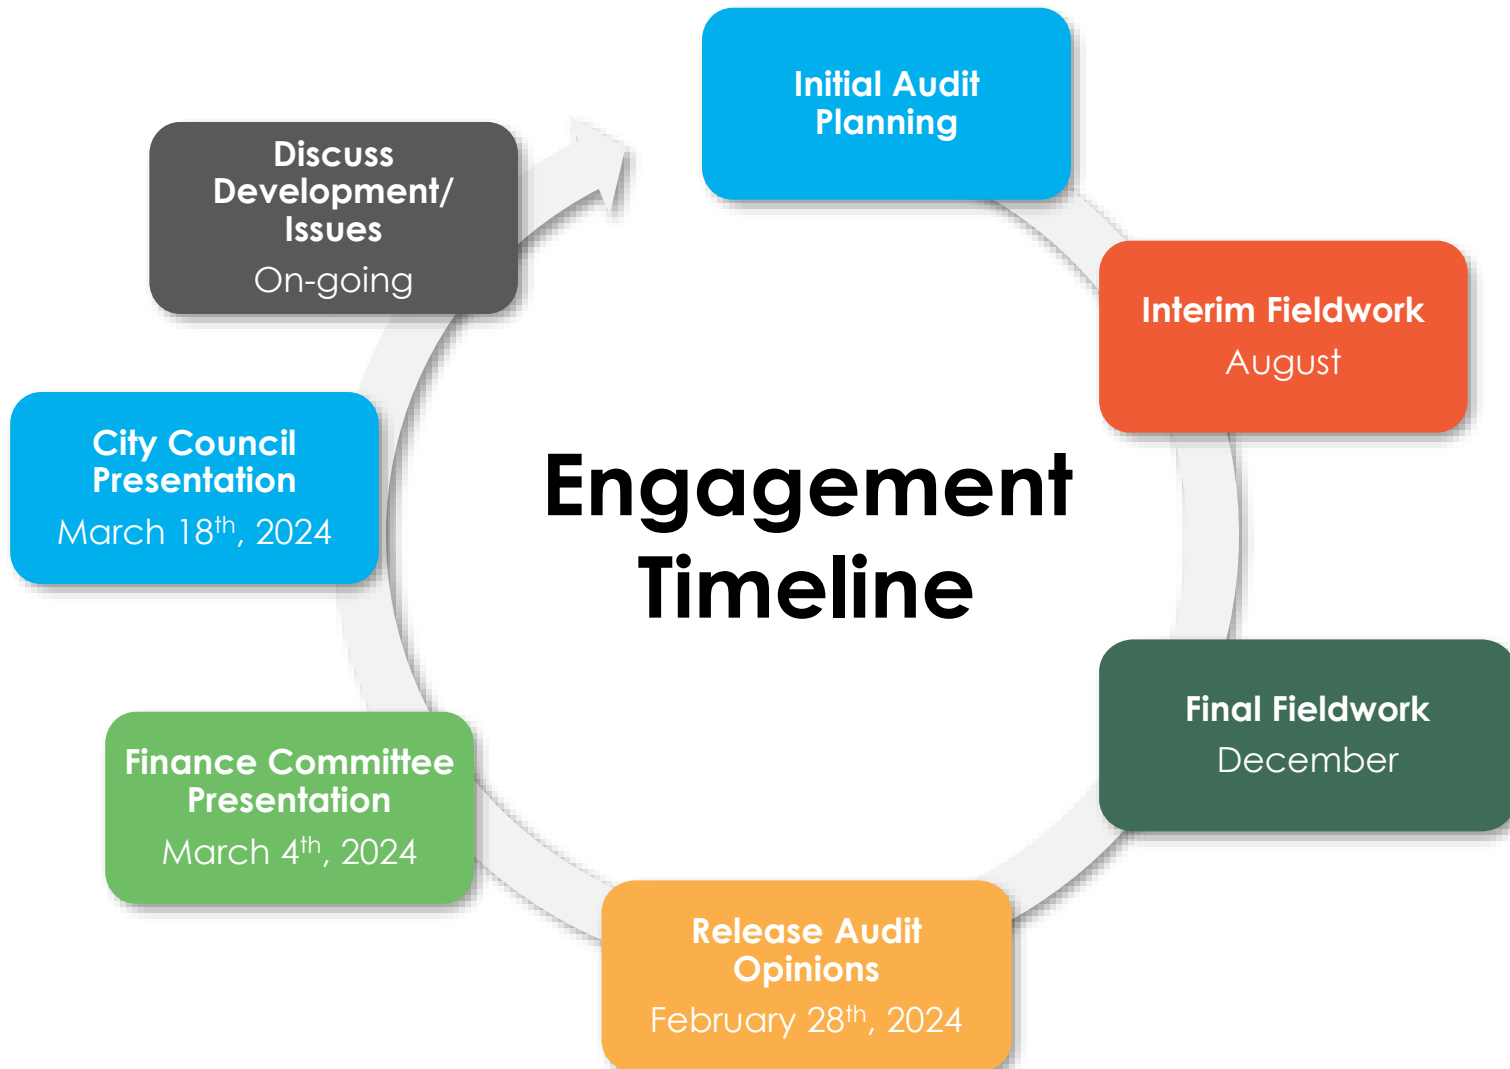 Initial Audit
Planning
Interim Fieldwork
August
Final Fieldwork
December
Release Audit
Opinions
February 28th, 2024
Finance Committee
Presentation
March 4th, 2024
City Council
Presentation
March 18th, 2024
Discuss
Development/
Issues
On-going
Engagement
Timeline